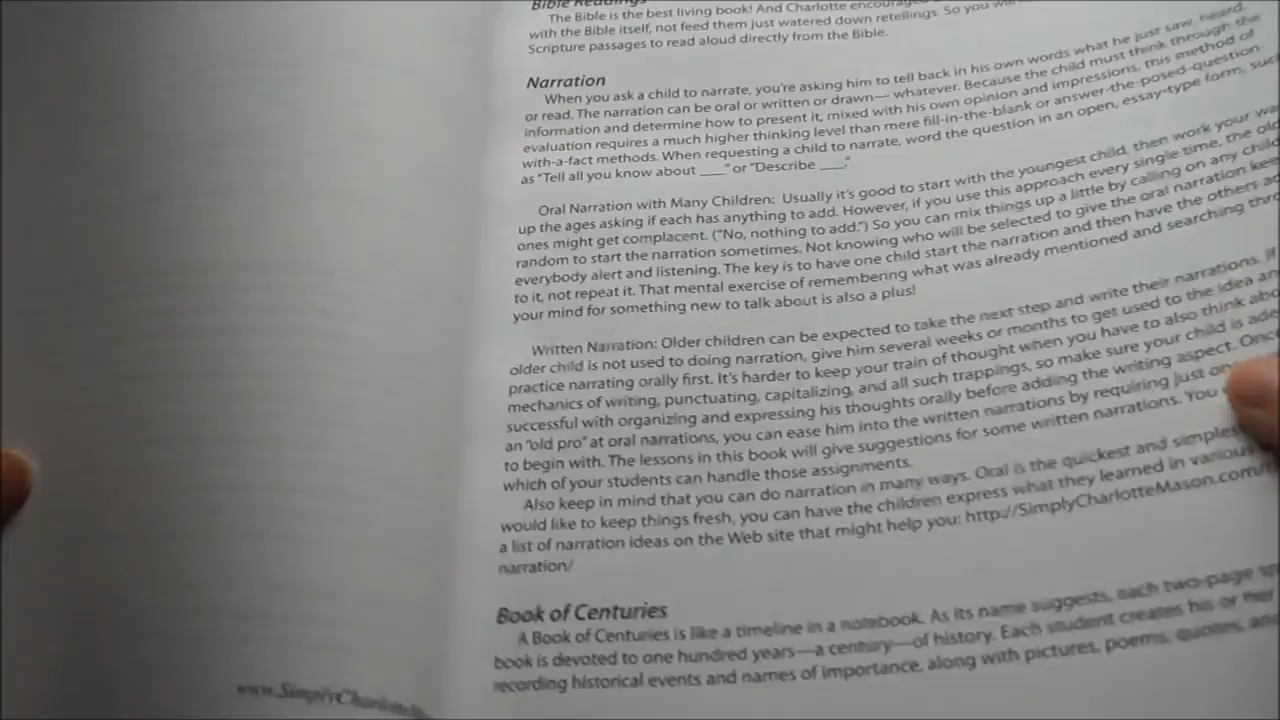 Bible Readings
The Bible is the best living book! And Charlotte encouraged
with the Bible itself, not feed them just watered down retellings. So you will
Scripture passages to read aloud directly from the Bible.
Narration
When you ask a child to narrate, you're asking him to tell back in his own words what he just saw, heard,
or read. The narration can be oral or written or drawn—whatever. Because the child must think through the
information and determine how to present it, mixed with his own opinion and impressions, this method of
evaluation requires a much higher thinking level than mere fill-in-the-blank or answer-the-posed-question-
with-a-fact methods. When requesting a child to narrate, word the question in an open, essay-type form, such
as "Tell all you know about ____" or "Describe ____."
Oral Narration with Many Children: Usually it's good to start with the youngest child, then work your way
up the ages asking if each has anything to add. However, if you use this approach every single time, the
ones might get complacent. ("No, nothing to add.") So you can mix things up a little by calling on any child
random to start the narration sometimes. Not knowing who will be selected to give the oral narration keeps
everybody alert and listening. The key is to have one child start the narration and then have the others
to it, not repeat it. That mental exercise of remembering what was already mentioned and searching
your mind for something new to talk about is also a plus!
Written Narration: Older children can be expected to take the next step and write their narrations. If
older child is not used to doing narration, give him several weeks or months to get used to the idea
practice narrating orally first. It's harder to keep your train of thought when you have to also think
mechanics of writing, punctuating, capitalizing, and all such trappings, so make sure your child is
successful with organizing and expressing his thoughts orally before adding the writing aspect. Once
an "old pro" at oral narrations, you can ease him into the written narrations by requiring just
to begin with. The lessons in this book will give suggestions for some written narrations. You
which of your students can handle those assignments.
Also keep in mind that you can do narration in many ways. Oral is the quickest and simplest
would like to keep things fresh, you can have the children express what they learned in various
a list of narration ideas on the Web site that might help you: http://SimplyCharlotteMason.com/
narration/
Book of Centuries
A Book of Centuries is like a timeline in a notebook. As its name suggests, each two-page
book is devoted to one hundred years—a century—of history. Each student creates his or her
recording historical events and names of importance, along with pictures, poems, quotes, and